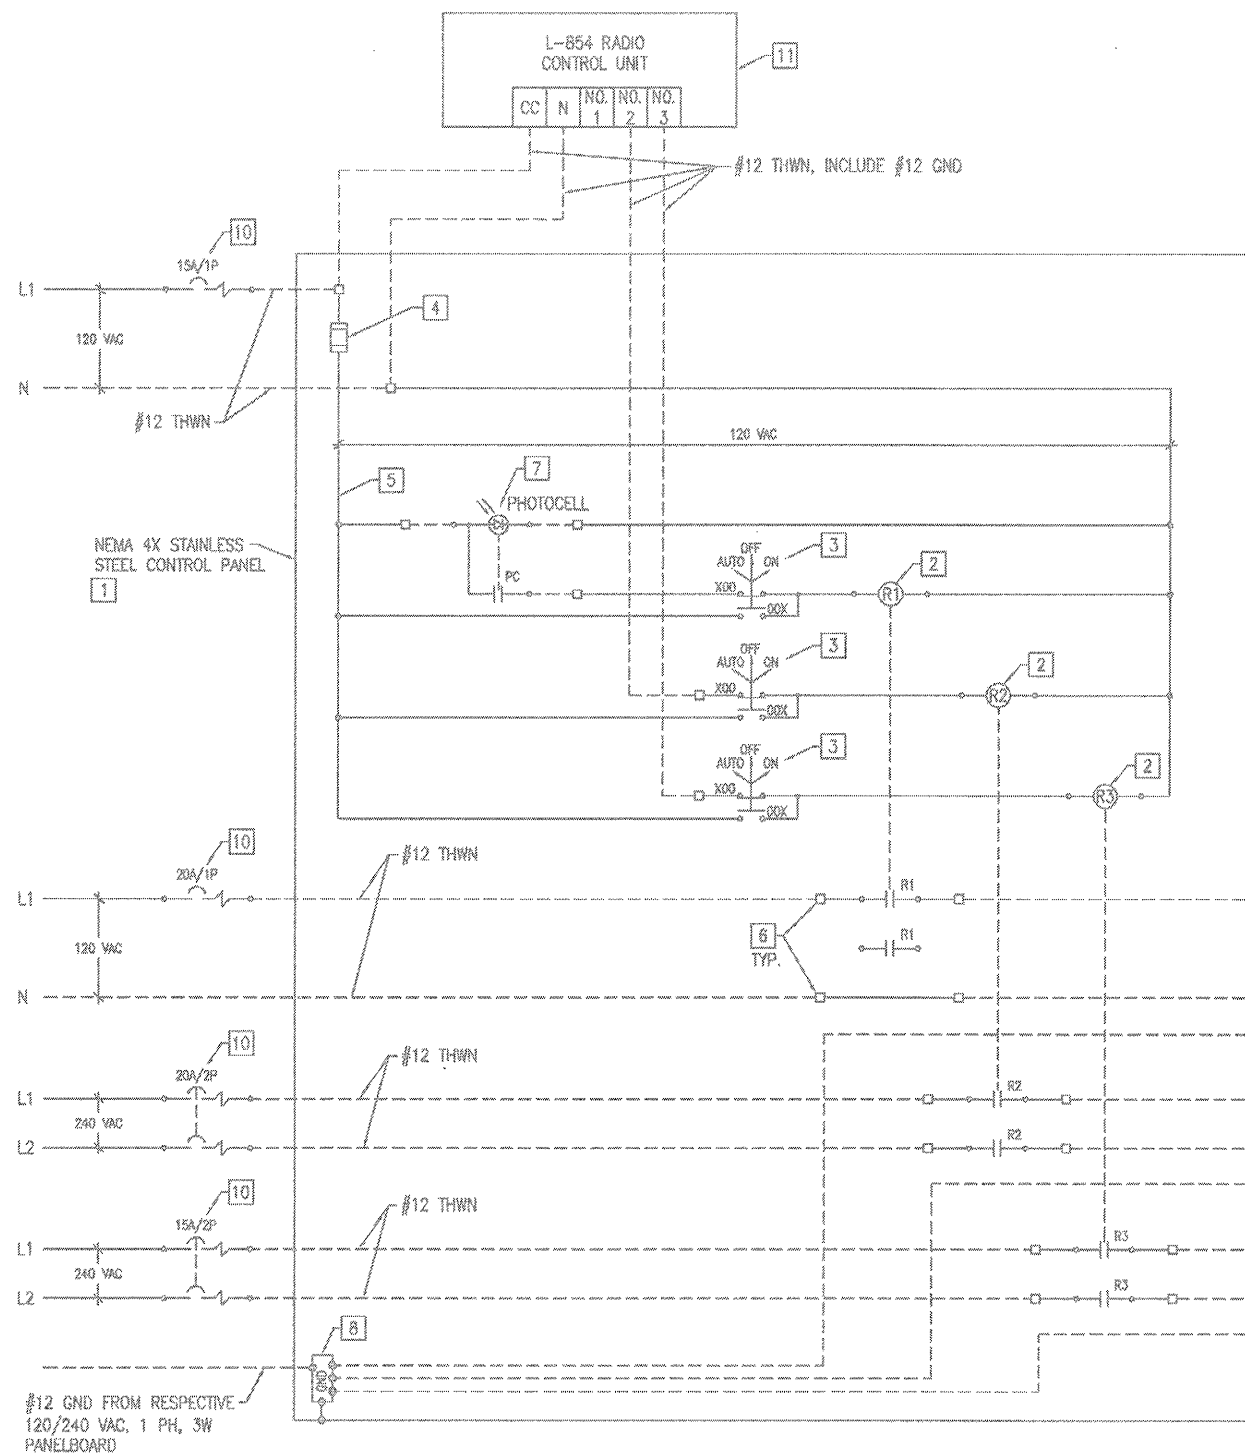 L-854 RADIO
CONTROL UNIT
11
CC N NO. 1 NO. 2 NO. 3
#12 THWN, INCLUDE #12 GND
10
15A/1P
L1
4
120 VAC
N
#12 THWN
120 VAC
5
7
PHOTOCELL
NEMA 4X STAINLESS
STEEL CONTROL PANEL
1
PC
OFF
AUTO ON
3
X00
00X
2
R1
OFF
AUTO ON
3
X00
00X
2
R2
OFF
AUTO ON
3
X00
00X
2
R3
10
20A/1P
#12 THWN
L1
R1
120 VAC
6
TYP.
R1
N
10
20A/2P
#12 THWN
L1
R2
240 VAC
L2
R2
10
15A/2P
#12 THWN
L1
R3
240 VAC
L2
R3
8
GND
#12 GND FROM RESPECTIVE
120/240 VAC, 1 PH, 3W
PANELBOARD